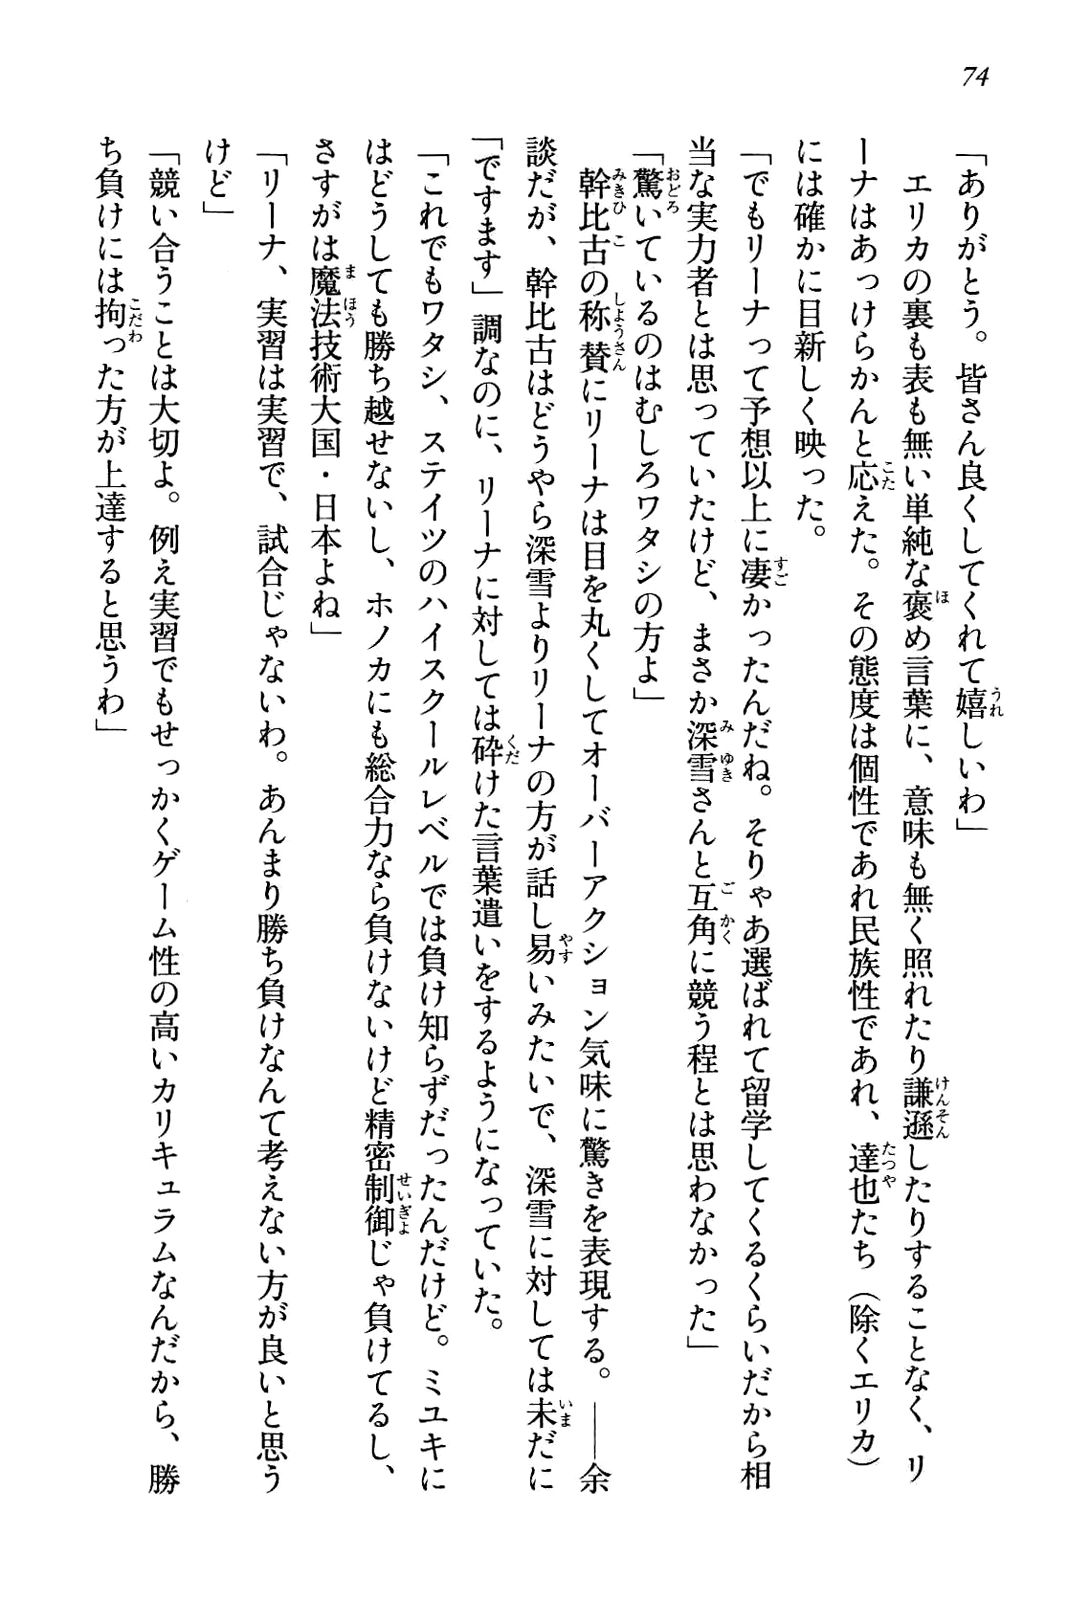 74
「ありがとう。皆さん良くしてくれて嬉しいわ」
エリカの裏も表も無い単純な褒め言葉に、意味も無く照れたり謙遜したりすることなく、リ
ーナはあっけらかんと応えた。その態度は個性であれ民族性であれ、達也たち（除くエリカ）
には確かに目新しく映った。
「でもリーナって予想以上に凄かったんだね。そりゃあ選ばれて留学してくるくらいだから相
当な実力者とは思っていたけど、まさか深雪さんと互角に競う程とは思わなかった」
「驚いているのはむしろワタシの方よ」
幹比古の称賛にリーナは目を丸くしてオーバーアクション気味に驚きを表現する。――余
談だが、幹比古はどうやら深雪よりリーナの方が話し易いみたいで、深雪に対しては未だに
「ですます」調なのに、リーナに対しては砕けた言葉遣いをするようになっていた。
「これでもワタシ、ステイツのハイスクールレベルでは負け知らずだったんだけど。ミユキに
はどうしても勝ち越せないし、ホノカにも総合力なら負けないけど精密制御じゃ負けてるし、
さすがは魔法技術大国・日本よね」
「リーナ、実習は実習で、試合じゃないわ。あんまり勝ち負けなんて考えない方が良いと思う
けど」
「競い合うことは大切よ。例え実習でもせっかくゲーム性の高いカリキュラムなんだから、勝
ち負けには拘った方が上達すると思うわ」